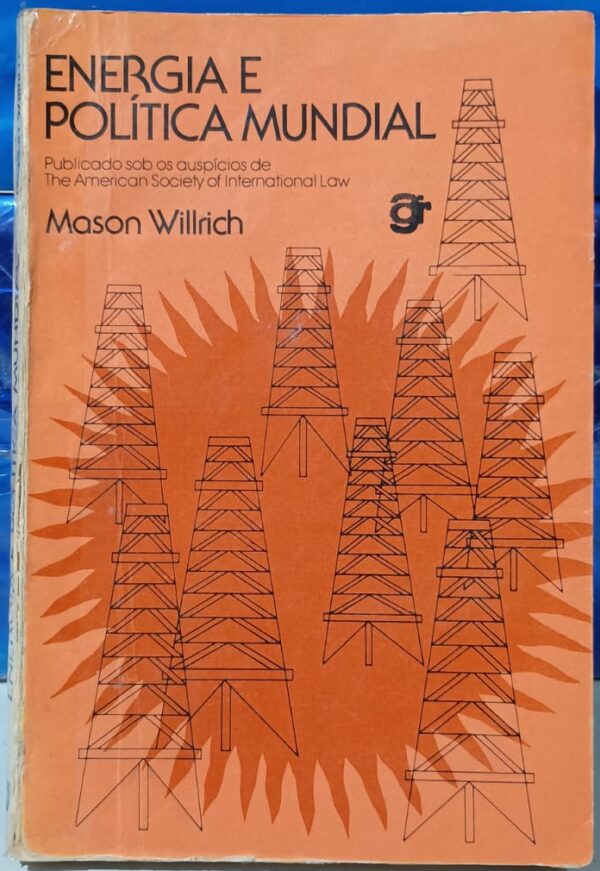 ENERGIA E
POLÍTICA MUNDIAL
Publicado sob os auspícios de
The American Society of International Law
Mason Willrich